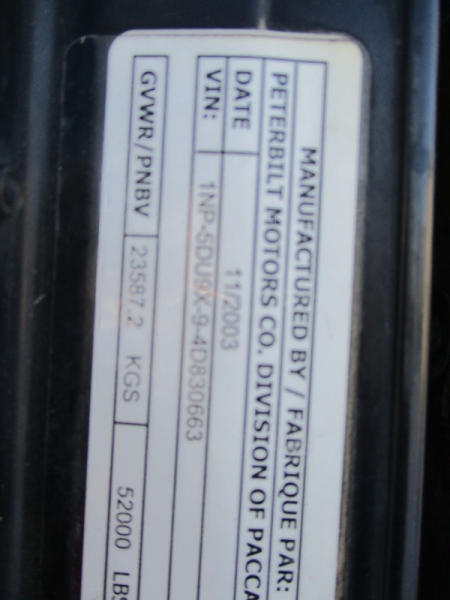 MANUFACTURED BY / FABRIQUE PAR:
PETERBILT MOTORS CO. DIVISION OF PACCA
DATE 11/2003
VIN: 1NP-5DU9X-9-4D830663
GVWR/PNBV 23587.2 KGS 52000 LBS